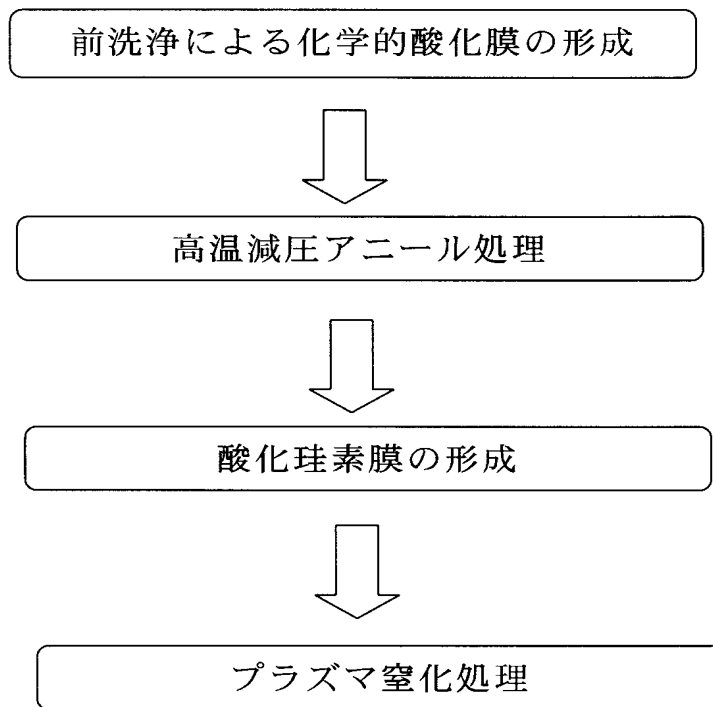 前洗浄による化学的酸化膜の形成
高温減圧アニール処理
酸化珪素膜の形成
プラズマ窒化処理